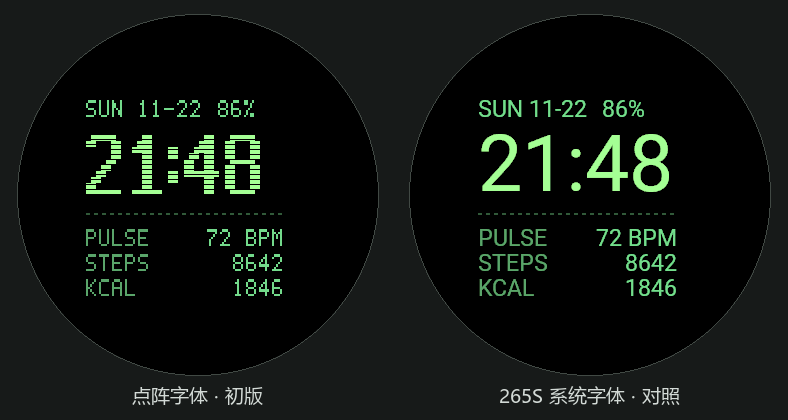 SUN 11-22 86%
21:48
PULSE 72 BPM
STEPS 8642
KCAL 1846
点阵字体 · 初版
SUN 11-22 86%
21:48
PULSE 72 BPM
STEPS 8642
KCAL 1846
265S 系统字体 · 对照